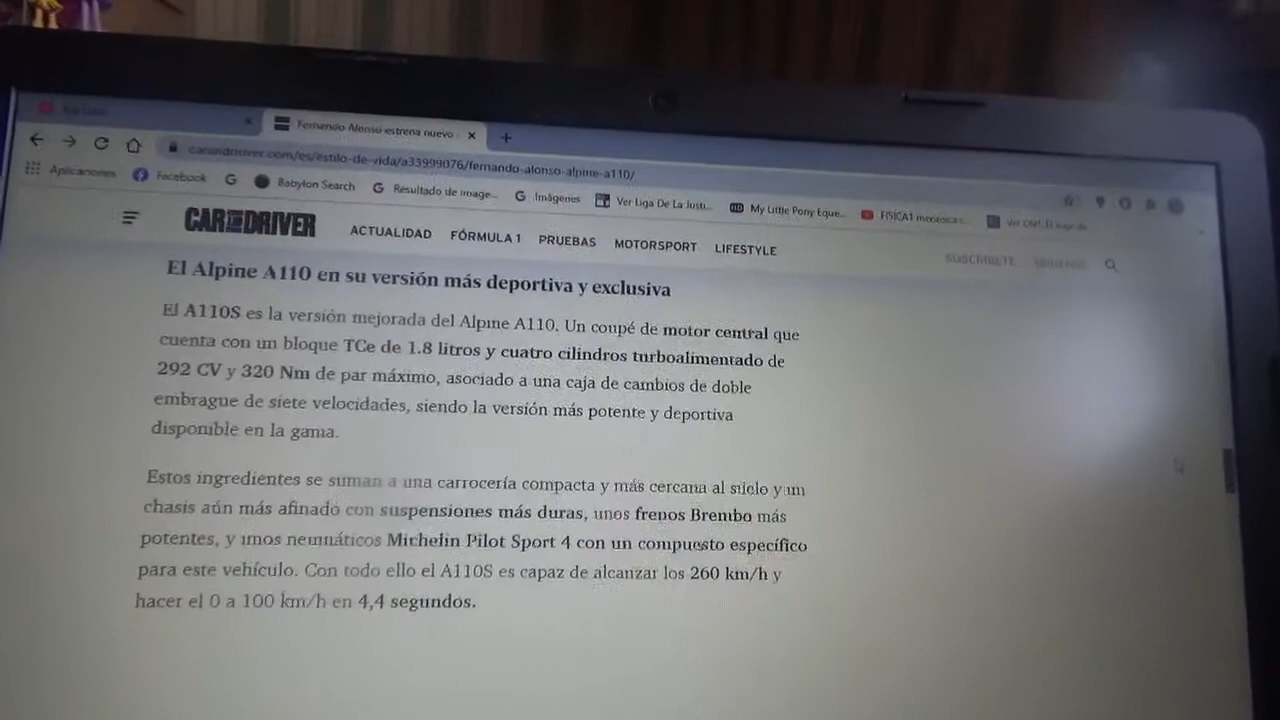 Fernando Alonso estrena nuevo
caranddriver.com/es/estilo-de-vida/a33999076/fernando-alonso-alpine-a110/
Aplicaciones Facebook Babylon Search Resultado de image... Imágenes Ver Liga De La Justi... My Little Pony Eque... FISICA1
CAR AND DRIVER ACTUALIDAD FÓRMULA 1 PRUEBAS MOTORSPORT LIFESTYLE SUSCRÍBETE
El Alpine A110 en su versión más deportiva y exclusiva
El A110S es la versión mejorada del Alpine A110. Un coupé de motor central que
cuenta con un bloque TCe de 1.8 litros y cuatro cilindros turboalimentado de
292 CV y 320 Nm de par máximo, asociado a una caja de cambios de doble
embrague de siete velocidades, siendo la versión más potente y deportiva
disponible en la gama.
Estos ingredientes se suman a una carrocería compacta y más cercana al suelo y un
chasis aún más afinado con suspensiones más duras, unos frenos Brembo más
potentes, y unos neumáticos Michelin Pilot Sport 4 con un compuesto específico
para este vehículo. Con todo ello el A110S es capaz de alcanzar los 260 km/h y
hacer el 0 a 100 km/h en 4,4 segundos.